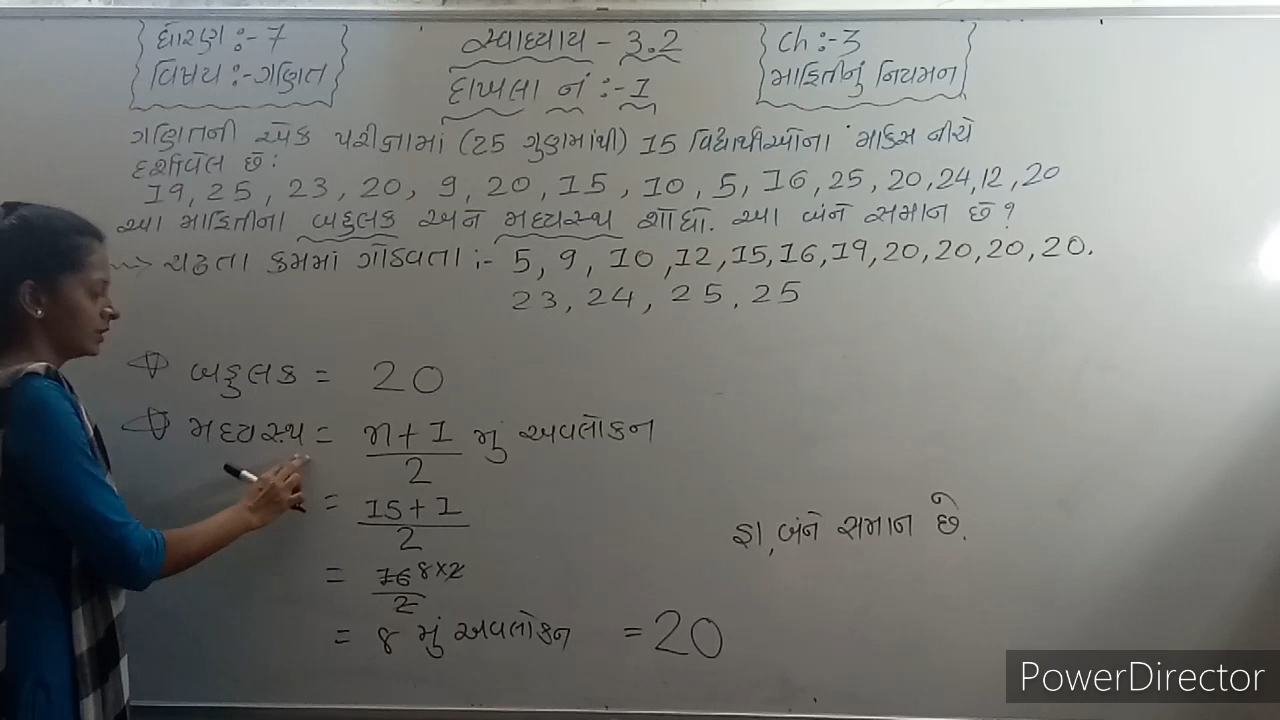 ધોરણ :- 7
વિષય :- ગણિત
સ્વાધ્યાય - 3.2
દાખલા નં :- 1
Ch :- 3
માહિતીનું નિયમન
ગણિતની એક પરીક્ષામાં (25 ગુણમાંથી) 15 વિદ્યાર્થીઓના માર્કસ નીચે
દર્શાવેલ છે:
19, 25, 23, 20, 9, 20, 15, 10, 5, 16, 25, 20, 24, 12, 20
આ માહિતીના બહુલક અને મધ્યસ્થ શોધો. આ બંને સમાન છે ?
ચઢતા ક્રમમાં ગોઠવતા :- 5, 9, 10, 12, 15, 16, 19, 20, 20, 20, 20.
23, 24, 25, 25
બહુલક = 20
મધ્યસ્થ = n + 1 / 2 મું અવલોકન
= 15 + 1 / 2
= 16 8 x 2 / 2
= 8 મું અવલોકન = 20
હા, બંને સમાન છે.
PowerDirector